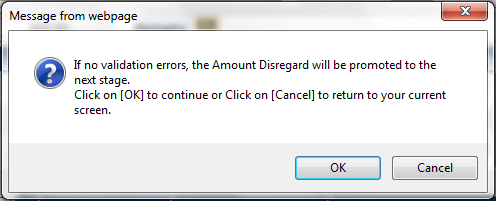 Message from webpage
If no validation errors, the Amount Disregard will be promoted to the
next stage.
Click on [OK] to continue or Click on [Cancel] to return to your current
screen.
OK
Cancel